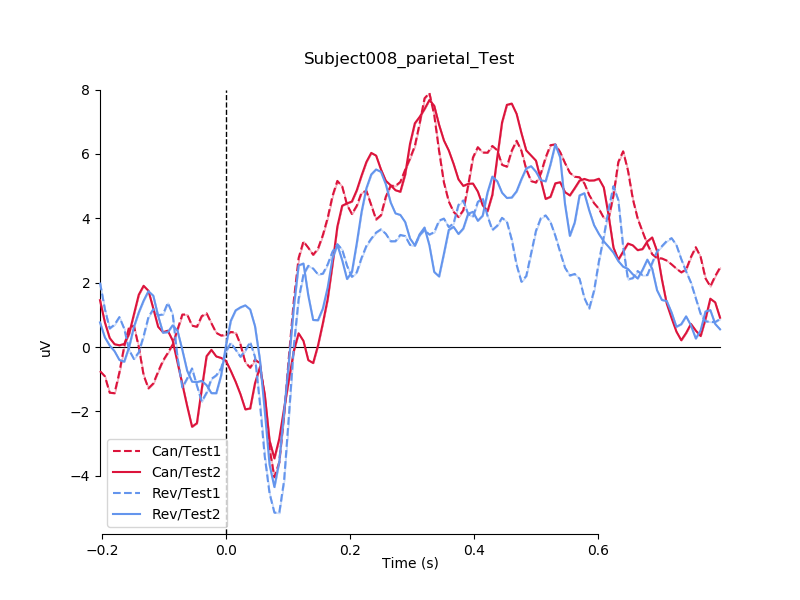 Subject008_parietal_Test
8
6
4
2
0
−2
−4
uV
Can/Test1
Can/Test2
Rev/Test1
Rev/Test2
−0.2 0.0 0.2 0.4 0.6
Time (s)